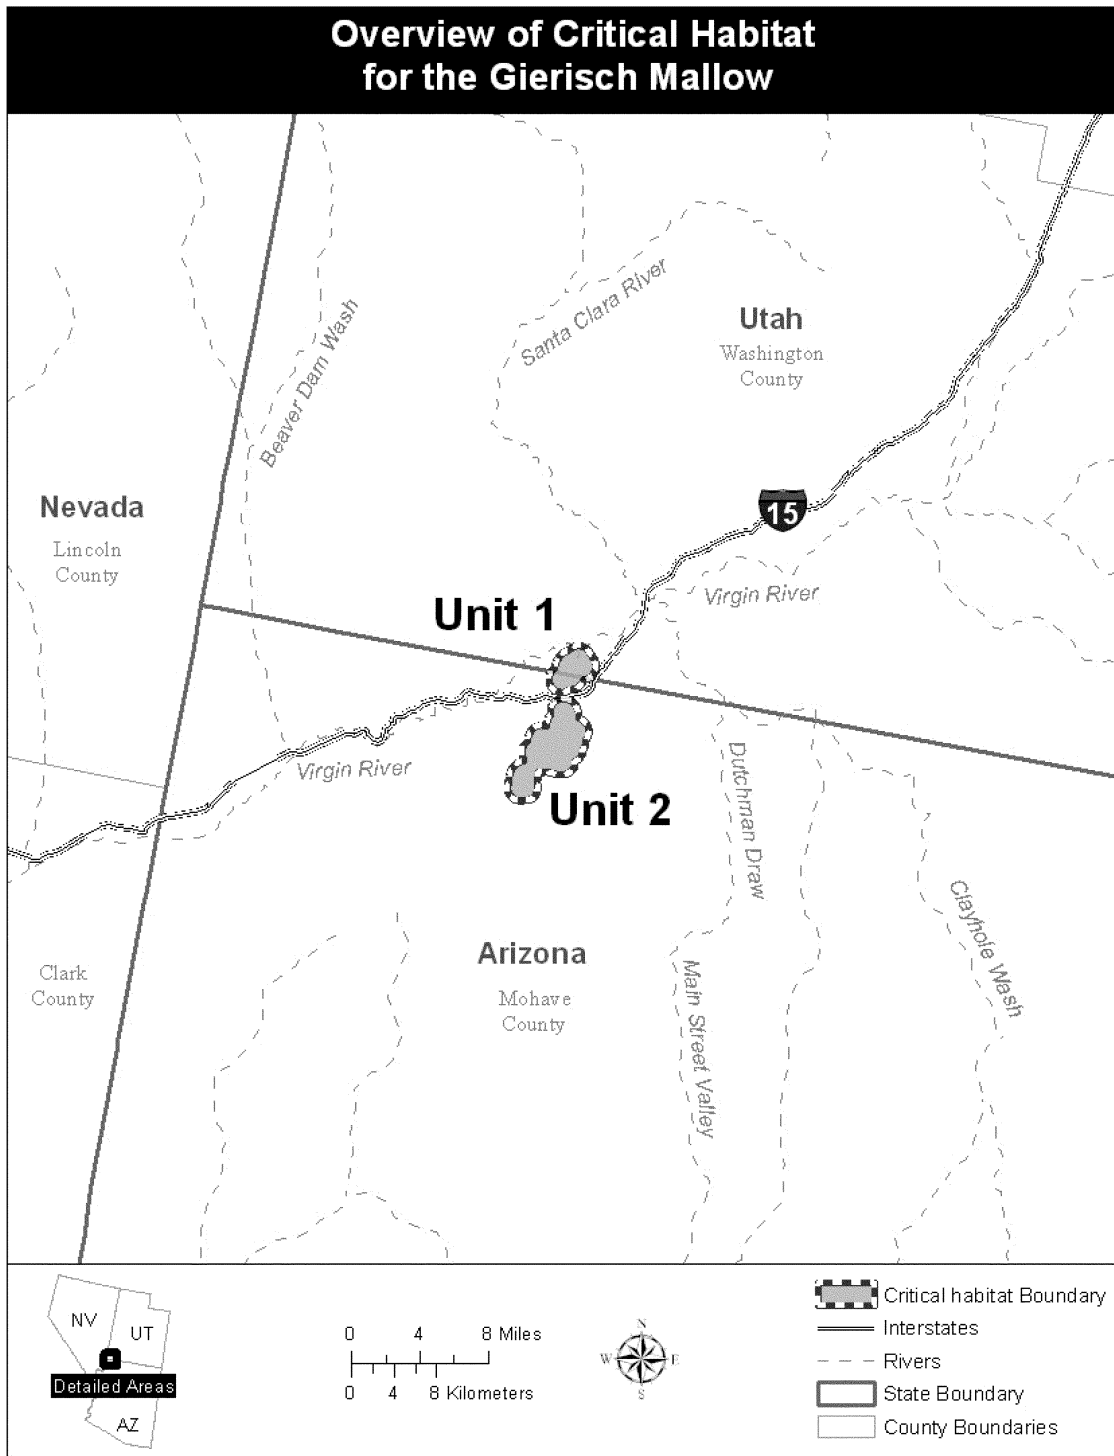 Overview of Critical Habitat
for the Gierisch Mallow
Santa Clara River
Utah
Washington
County
Beaver Dam Wash
Nevada
Lincoln
County
15
Virgin River
Unit 1
Virgin River
Unit 2
Dutchman Draw
Clayhole Wash
Arizona
Mohave
County
Clark
County
Main Street Valley
NV
UT
Detailed Areas
AZ
0 4 8 Miles
0 4 8 Kilometers
N
W E
S
Critical habitat Boundary
Interstates
Rivers
State Boundary
County Boundaries